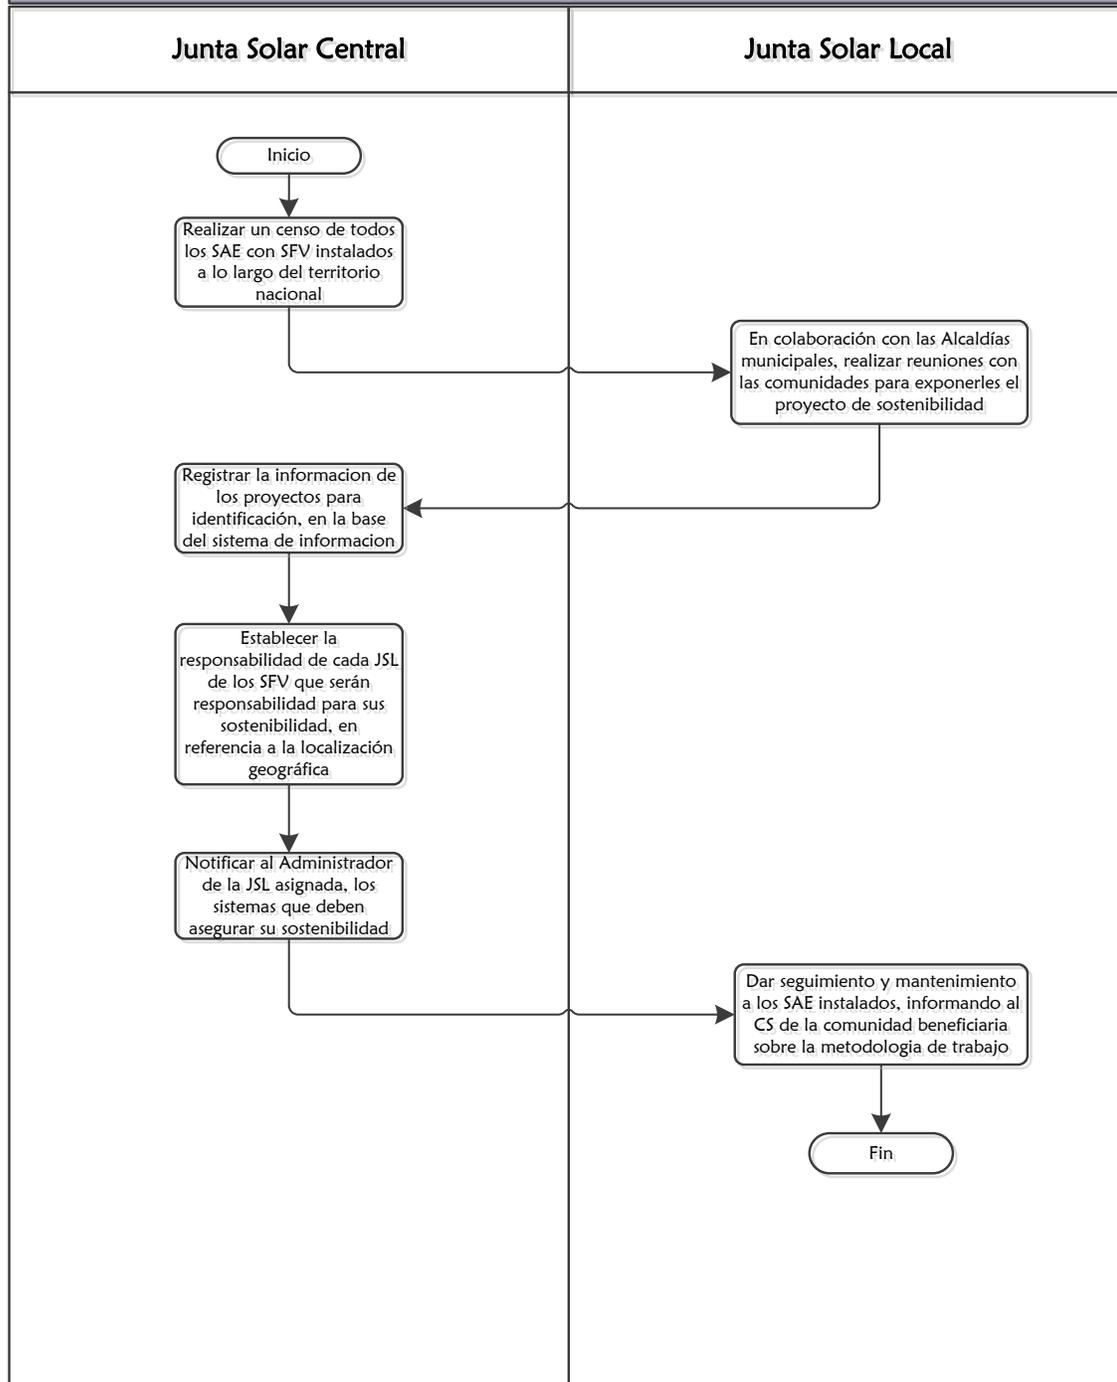 Junta Solar Central
Junta Solar Local
Inicio
Realizar un censo de todos
los SAE con SFV instalados
a lo largo del territorio
nacional
En colaboración con las Alcaldías
municipales, realizar reuniones con
las comunidades para exponerles el
proyecto de sostenibilidad
Registrar la informacion de
los proyectos para
identificación, en la base
del sistema de informacion
Establecer la
responsabilidad de cada JSL
de los SFV que serán
responsabilidad para sus
sostenibilidad, en
referencia a la localización
geográfica
Notificar al Administrador
de la JSL asignada, los
sistemas que deben
asegurar su sostenibilidad
Dar seguimiento y mantenimiento
a los SAE instalados, informando al
CS de la comunidad beneficiaria
sobre la metodologia de trabajo
Fin